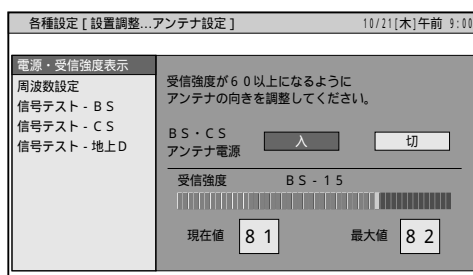 各種設定 [ 設置調整...アンテナ設定 ]
10/21[木]午前 9:00
電源・受信強度表示
周波数設定
信号テスト - ＢＳ
信号テスト - ＣＳ
信号テスト - 地上Ｄ
受信強度が６０以上になるように
アンテナの向きを調整してください。
ＢＳ・ＣＳ
アンテナ電源
入
切
受信強度
ＢＳ-１５
現在値
８１
最大値
８２